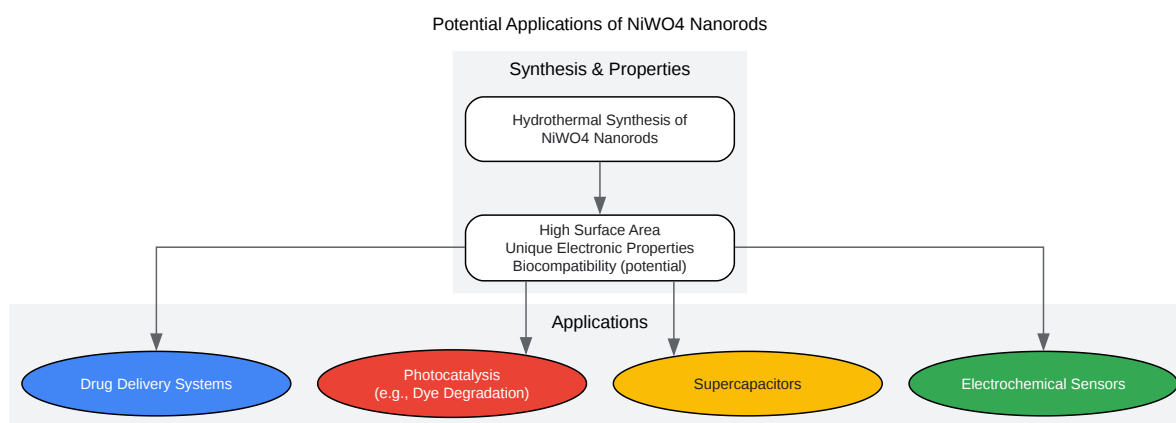 Potential Applications of NiWO4 Nanorods
Synthesis & Properties
Hydrothermal Synthesis of
NiWO4 Nanorods
High Surface Area
Unique Electronic Properties
Biocompatibility (potential)
Applications
Drug Delivery Systems
Photocatalysis
(e.g., Dye Degradation)
Supercapacitors
Electrochemical Sensors